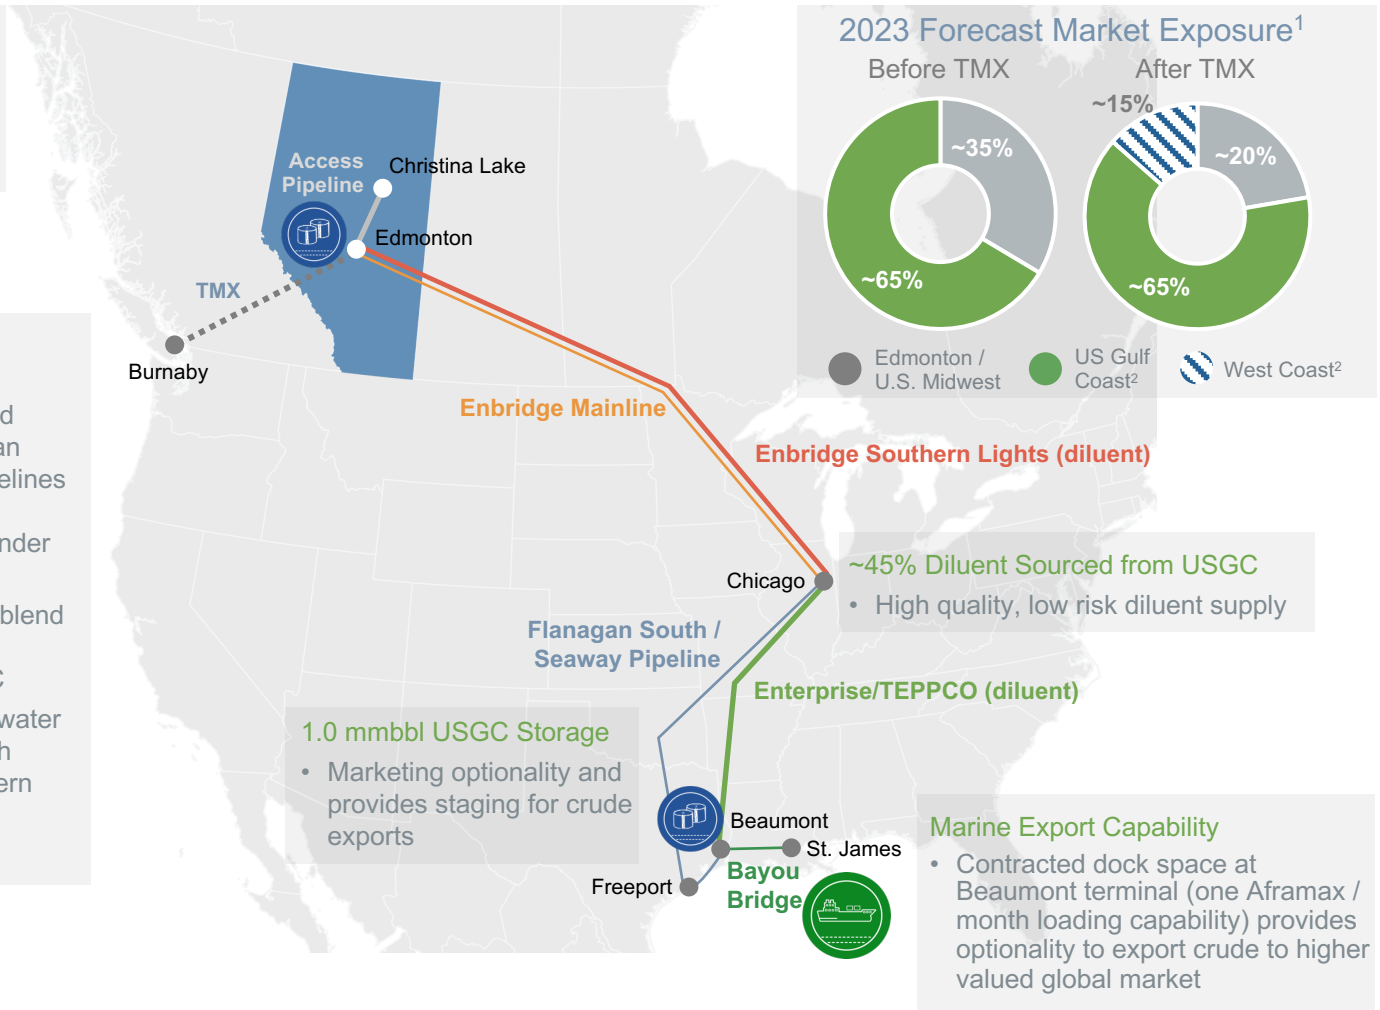 2023 Forecast Market Exposure1
Before TMX
After TMX
~35%
~65%
~15%
~20%
~65%
Edmonton /
U.S. Midwest
US Gulf
Coast2
West Coast2
Access
Pipeline
Christina Lake
Edmonton
TMX
Burnaby
Enbridge Mainline
Enbridge Southern Lights (diluent)
Chicago
~45% Diluent Sourced from USGC
• High quality, low risk diluent supply
Flanagan South /
Seaway Pipeline
Enterprise/TEPPCO (diluent)
1.0 mmbbl USGC Storage
• Marketing optionality and
provides staging for crude
exports
Beaumont
St. James
Bayou
Bridge
Freeport
Marine Export Capability
• Contracted dock space at
Beaumont terminal (one Aframax /
month loading capability) provides
optionality to export crude to higher
valued global market
d
an
elines
nder
blend
water
h
ern